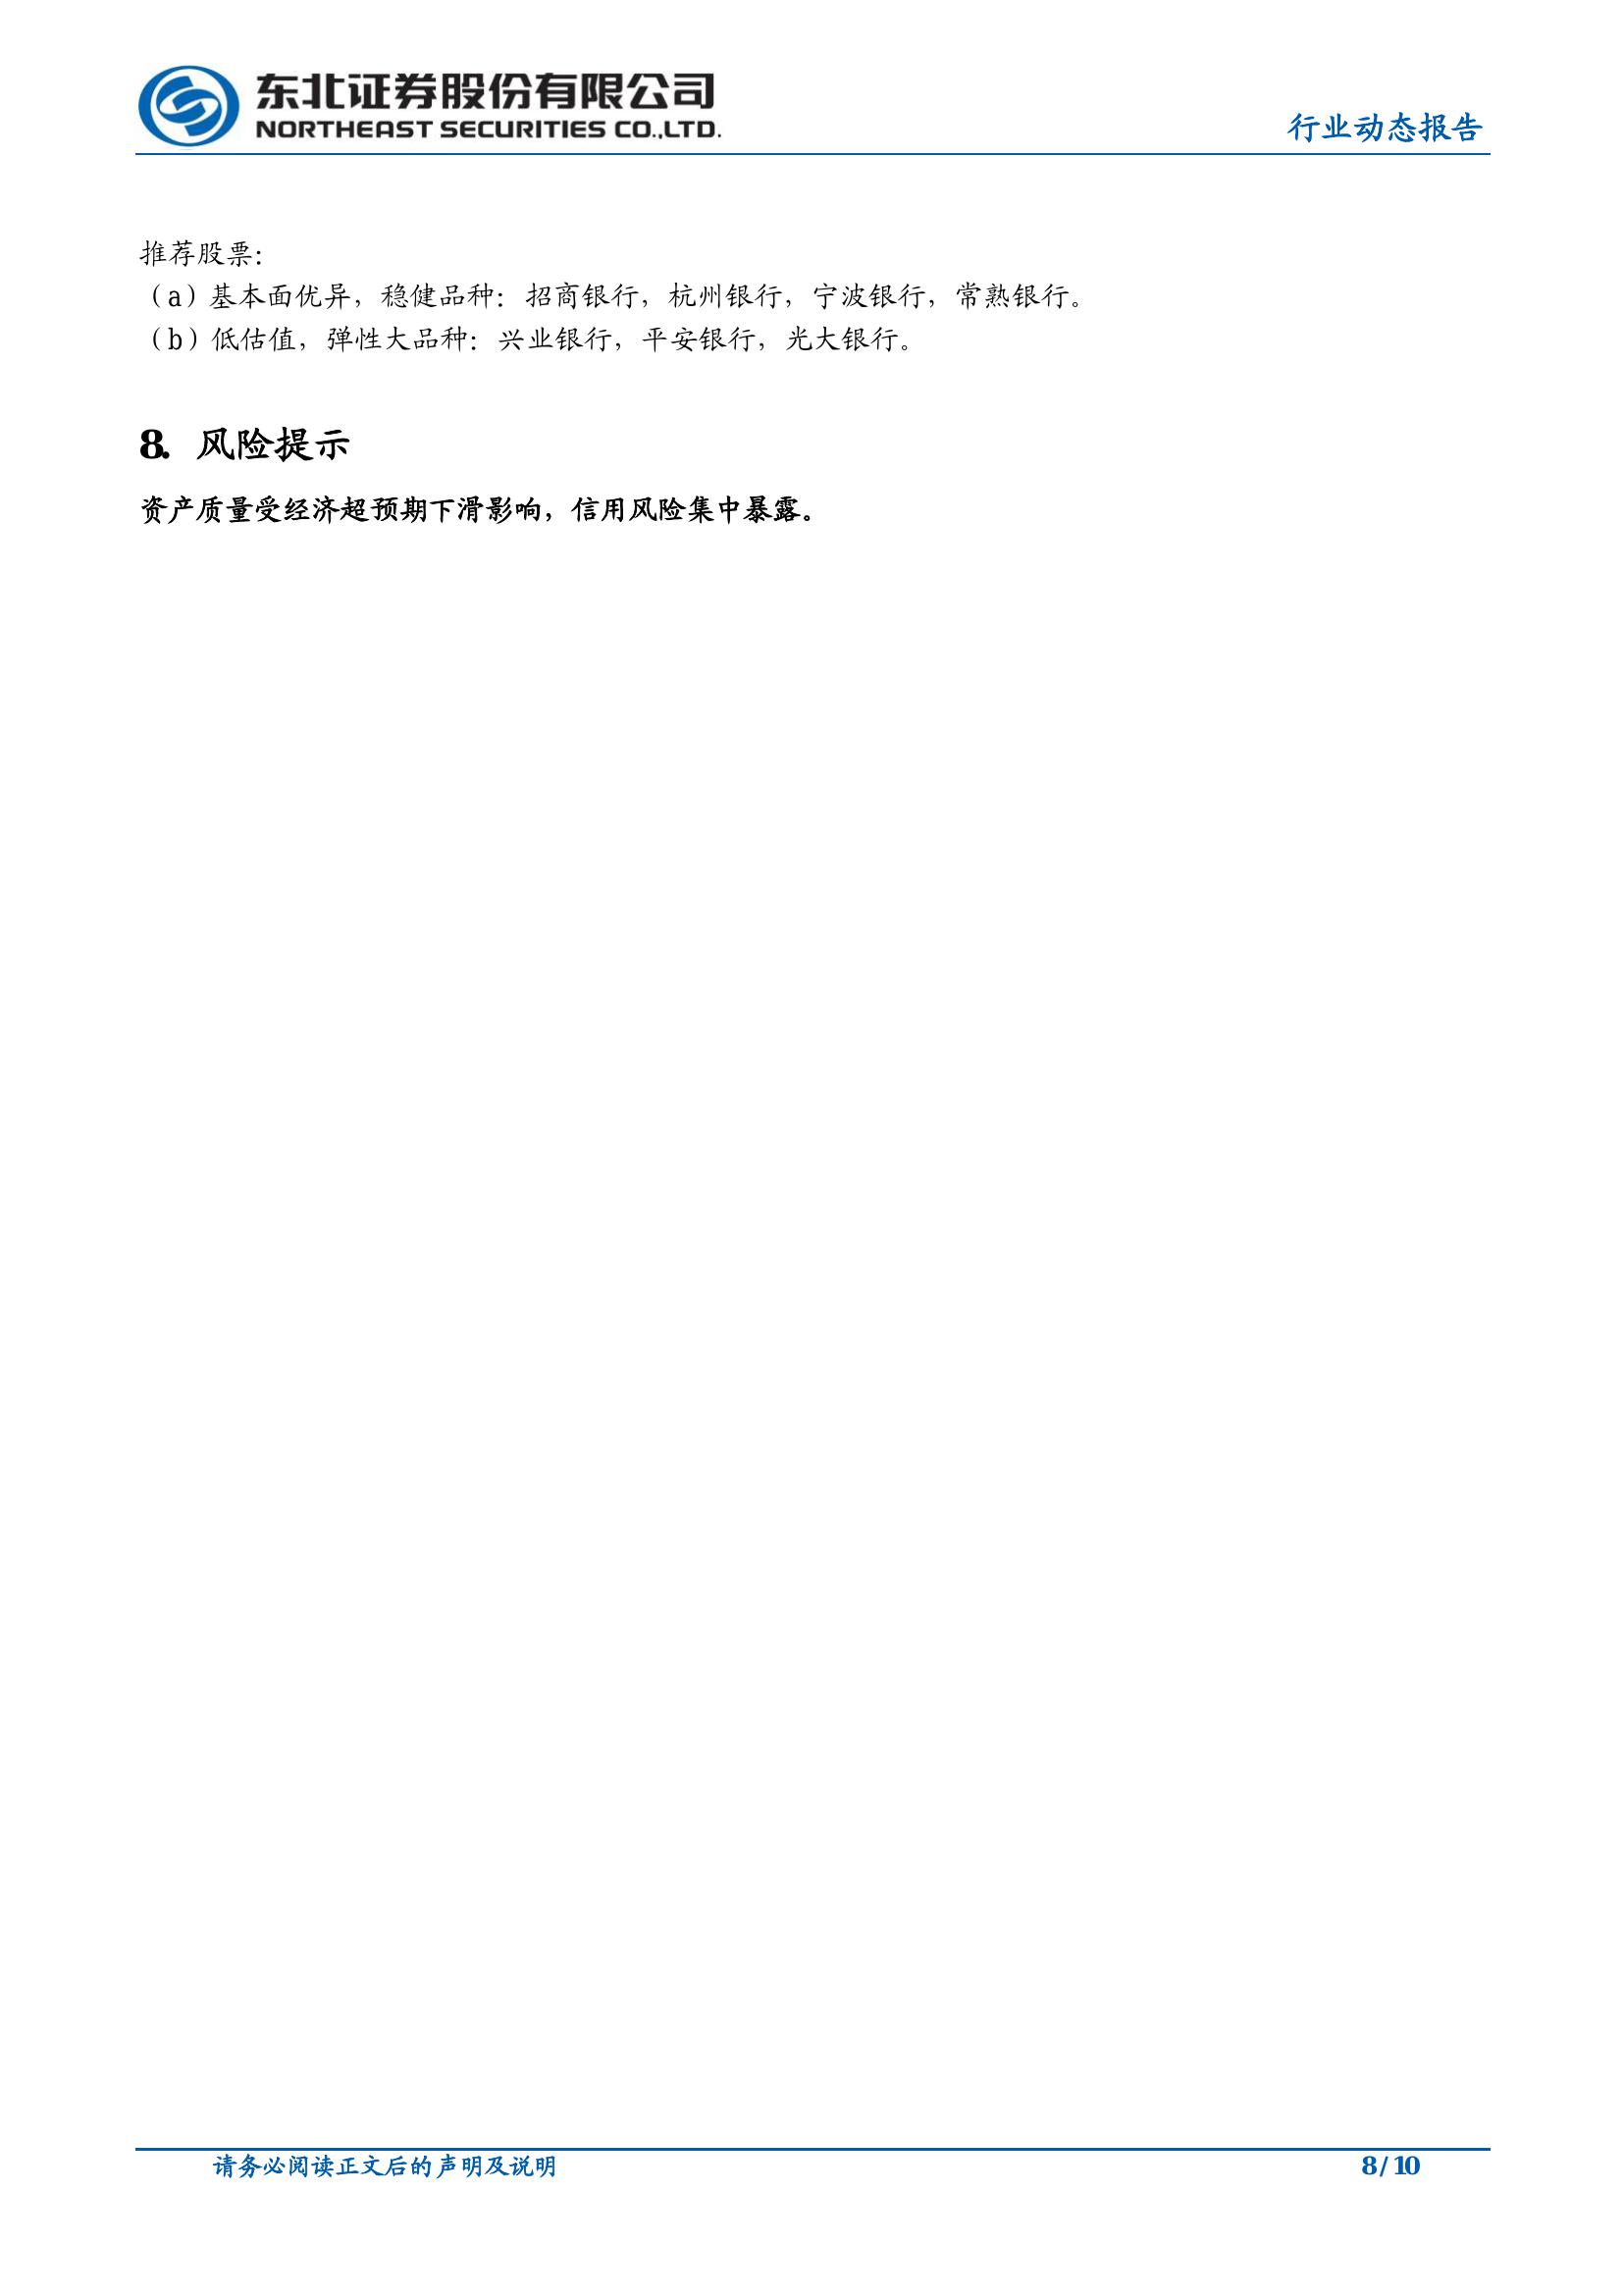 东北证券股份有限公司
NORTHEAST SECURITIES CO.,LTD.
行业动态报告
推荐股票：
（a）基本面优异，稳健品种：招商银行，杭州银行，宁波银行，常熟银行。
（b）低估值，弹性大品种：兴业银行，平安银行，光大银行。
8. 风险提示
资产质量受经济超预期下滑影响，信用风险集中暴露。
请务必阅读正文后的声明及说明
8 / 10